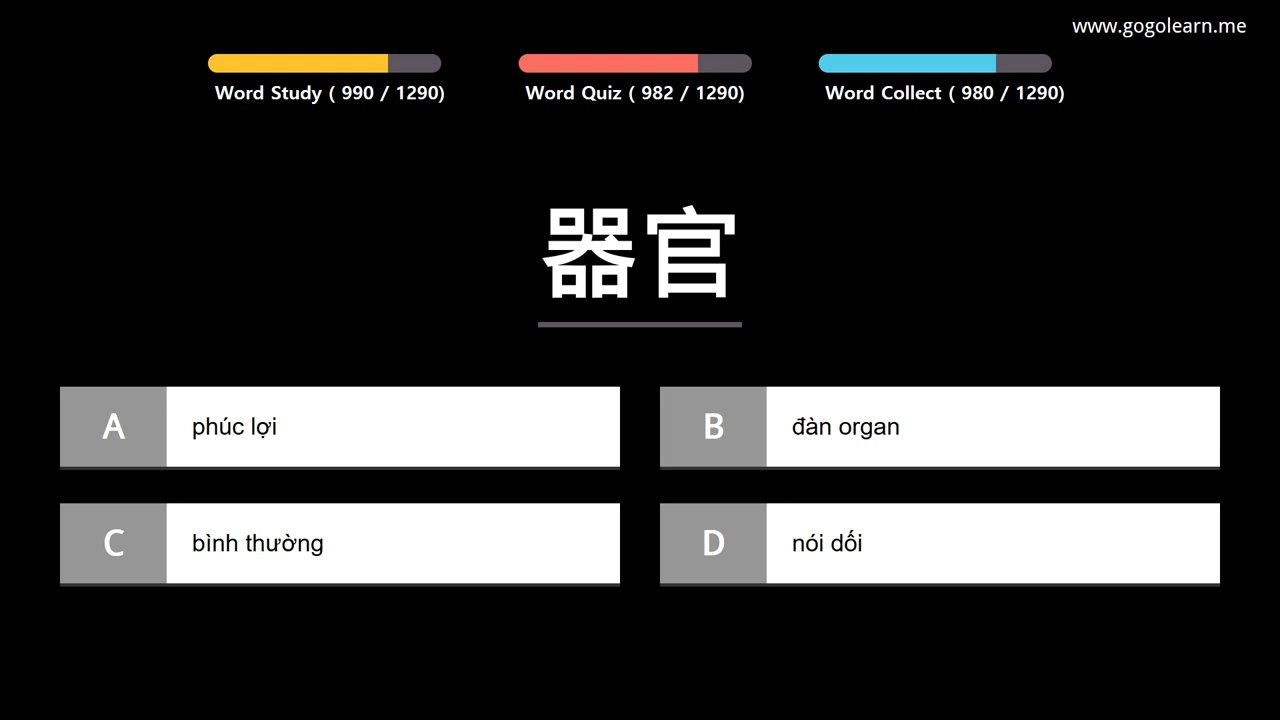 www.gogolearn.me
Word Study ( 990 / 1290)
Word Quiz ( 982 / 1290)
Word Collect ( 980 / 1290)
器官
A phúc lợi
B đàn organ
C bình thường
D nói dối